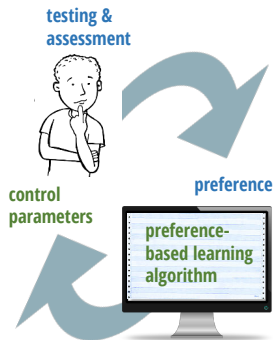 testing &
assessment
preference
control
parameters
preference-
based learning
algorithm